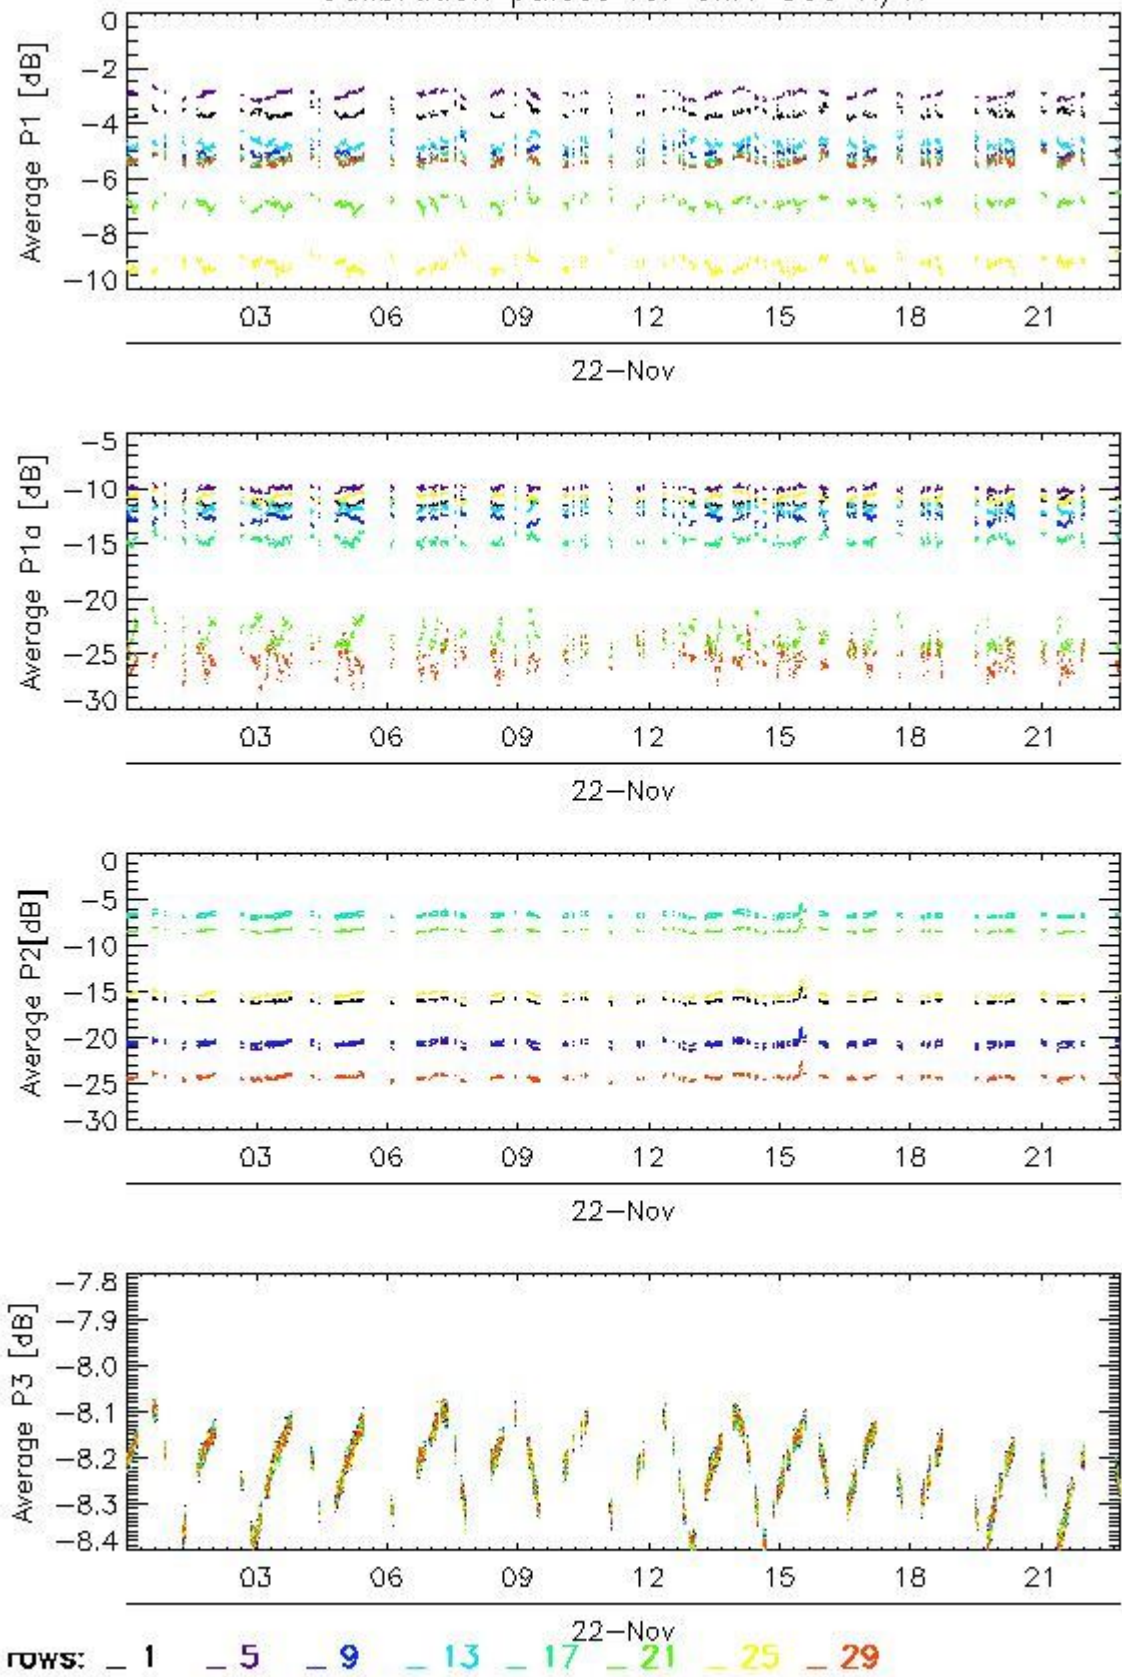 0
−2
−4
−6
−8
−10
Average P1 [dB]
03 06 09 12 15 18 21
22−Nov
−5
−10
−15
−20
−25
−30
Average P1a [dB]
03 06 09 12 15 18 21
22−Nov
0
−5
−10
−15
−20
−25
−30
Average P2[dB]
03 06 09 12 15 18 21
22−Nov
−7.8
−7.9
−8.0
−8.1
−8.2
−8.3
−8.4
Average P3 [dB]
03 06 09 12 15 18 21
22−Nov
rows: _ 1 _ 5 _ 9 _ 13 _ 17 _ 21 _ 25 _ 29